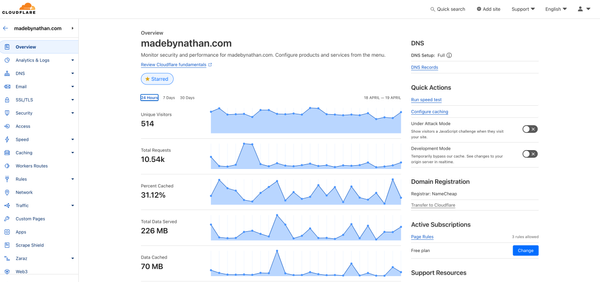 CLOUDFLARE
Quick search
Add site
Support
English
madebynathan.com
Overview
Analytics & Logs
DNS
Email
SSL/TLS
Security
Access
Speed
Caching
Workers Routes
Rules
Network
Traffic
Custom Pages
Apps
Scrape Shield
Zaraz
Web3
Overview
madebynathan.com
Monitor security and performance for madebynathan.com. Configure products and services from the menu.
Review Cloudflare fundamentals
Starred
24 Hours
7 Days
30 Days
18 APRIL – 19 APRIL
Unique Visitors
514
Total Requests
10.54k
Percent Cached
31.12%
Total Data Served
226 MB
Data Cached
70 MB
DNS
DNS Setup: Full
DNS Records
Quick Actions
Run speed test
Configure caching
Under Attack Mode
Show visitors a JavaScript challenge when they visit
your site.
Development Mode
Temporarily bypass our cache. See changes to your
origin server in realtime.
Domain Registration
Registrar: NameCheap
Transfer to Cloudflare
Active Subscriptions
Page Rules
3 rules allowed
Free plan
Change
Support Resources